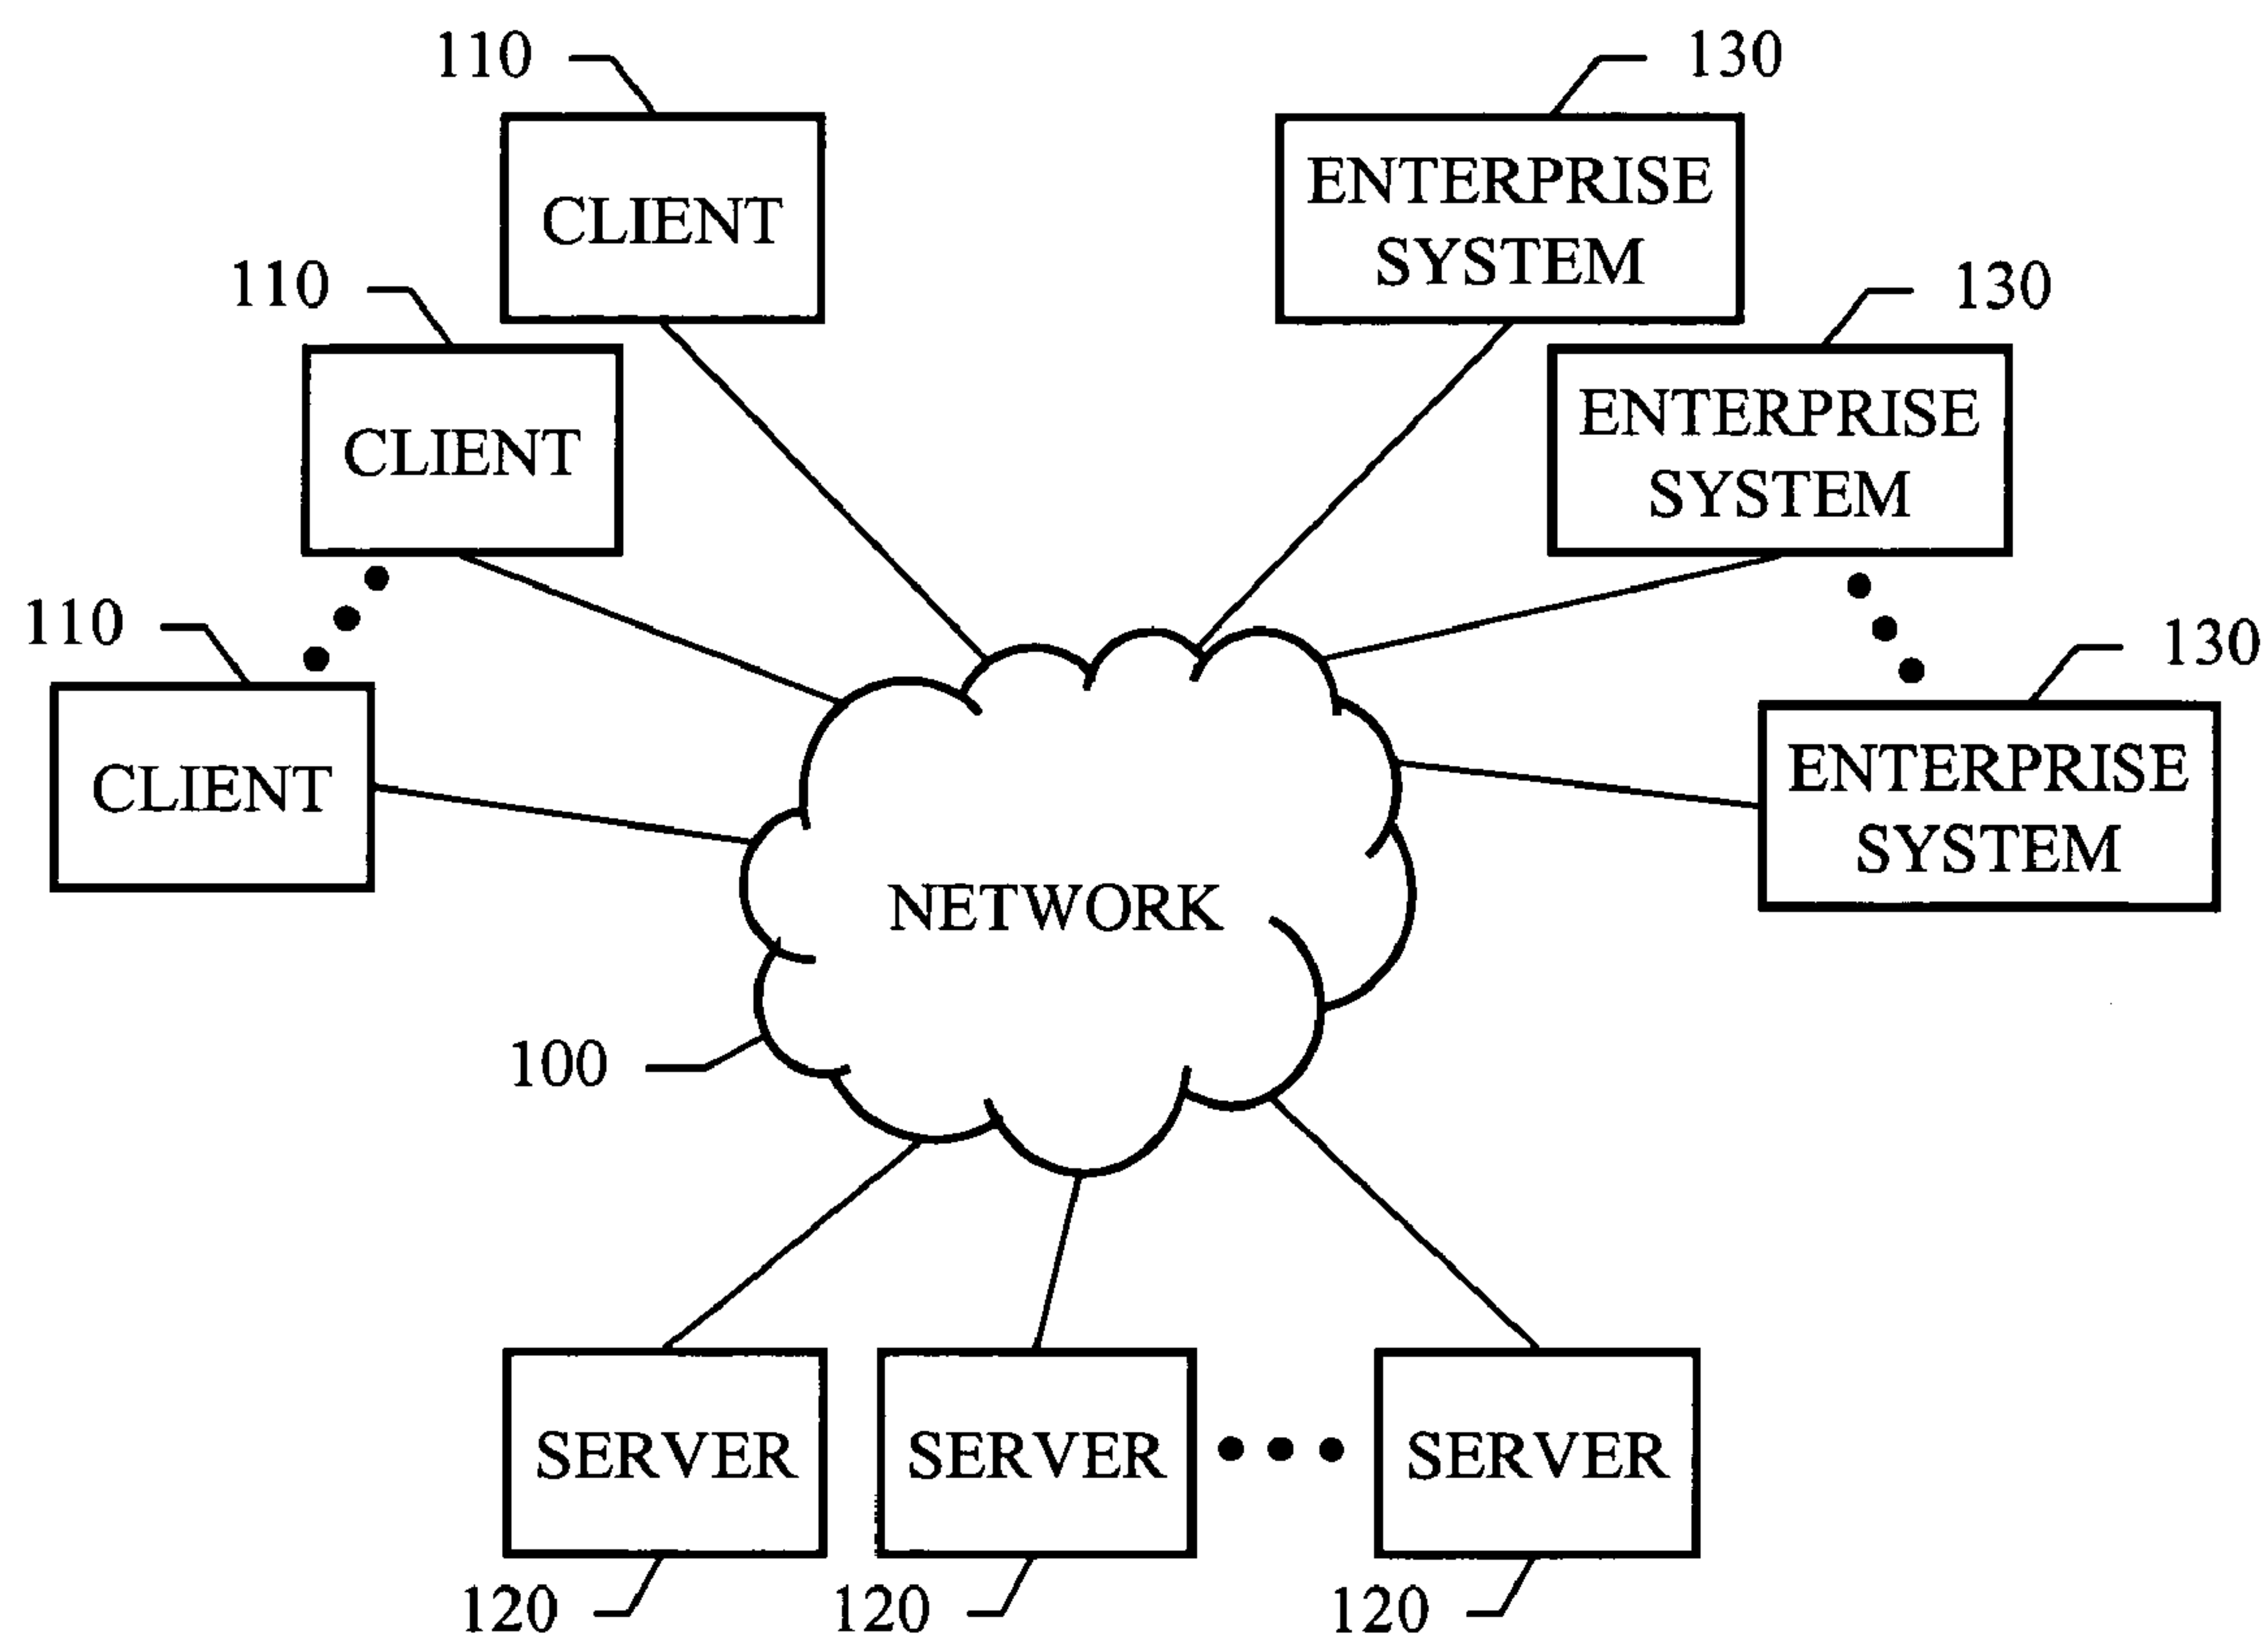 110
130
CLIENT
ENTERPRISE
SYSTEM
110
130
CLIENT
ENTERPRISE
SYSTEM
110
130
CLIENT
ENTERPRISE
SYSTEM
NETWORK
100
SERVER
SERVER
SERVER
120
120
120